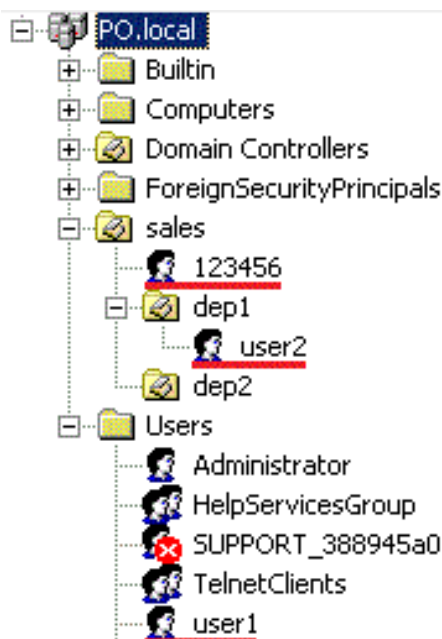 PO.local
Builtin
Computers
Domain Controllers
ForeignSecurityPrincipals
sales
123456
dep1
user2
dep2
Users
Administrator
HelpServicesGroup
SUPPORT_388945a0
TelnetClients
user1